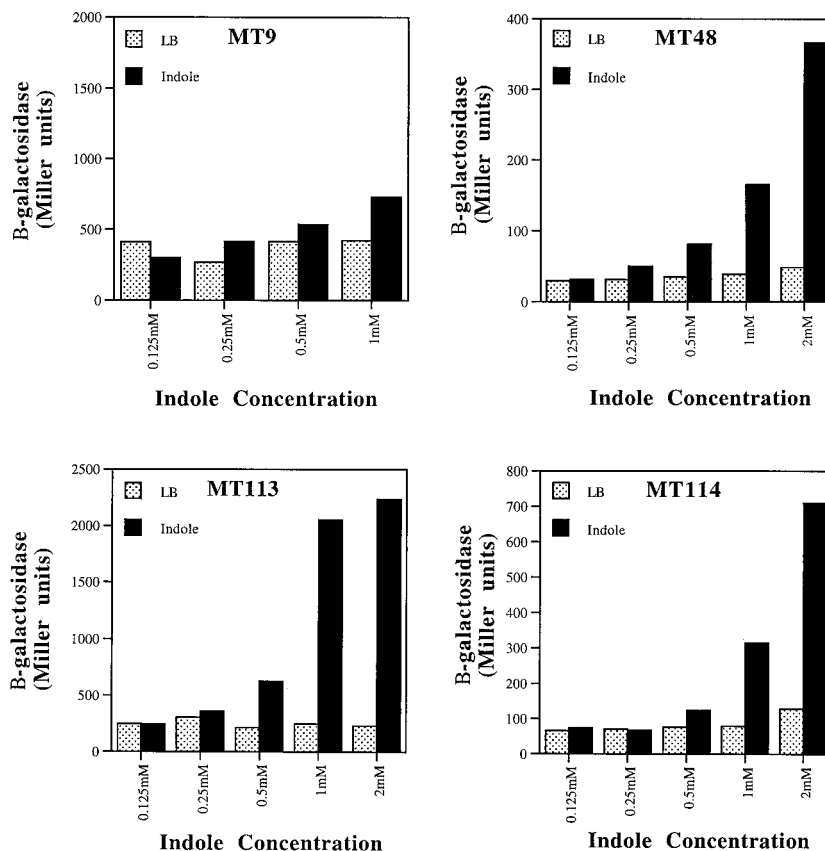 MT9
LB
Indole
B-galactosidase
(Miller units)
2000
1500
1000
500
0
0.125mM
0.25mM
0.5mM
1mM
Indole Concentration
MT48
LB
Indole
B-galactosidase
(Miller units)
400
300
200
100
0
0.125mM
0.25mM
0.5mM
1mM
2mM
Indole Concentration
MT113
LB
Indole
B-galactosidase
(Miller units)
2500
2000
1500
1000
500
0
0.125mM
0.25mM
0.5mM
1mM
2mM
Indole Concentration
MT114
LB
Indole
B-galactosidase
(Miller units)
800
700
600
500
400
300
200
100
0
0.125mM
0.25mM
0.5mM
1mM
2mM
Indole Concentration